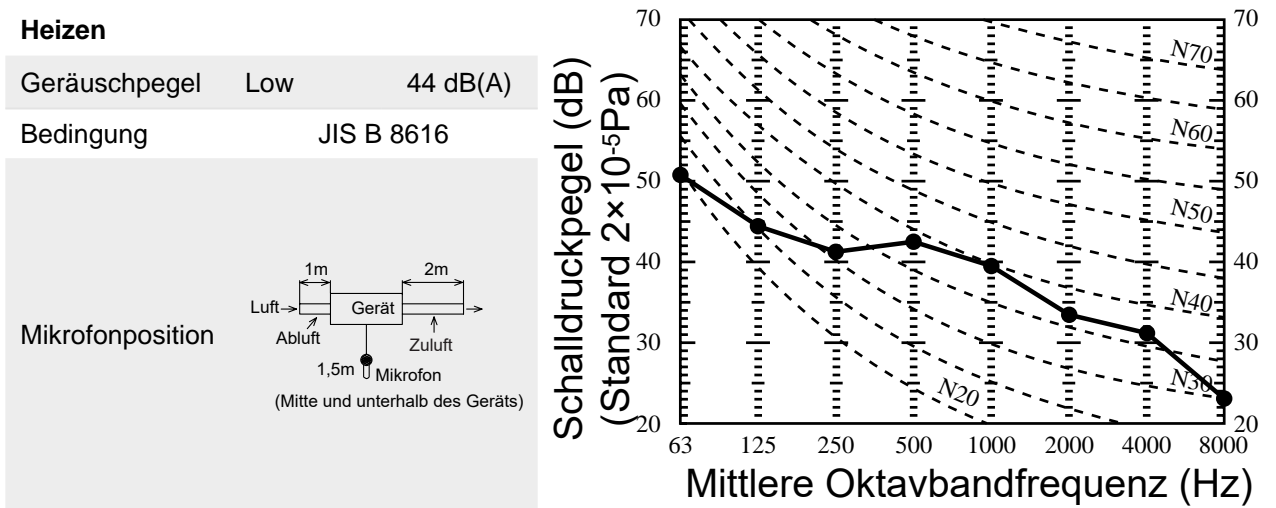 Heizen
Geräuschpegel Low 44 dB(A)
Bedingung JIS B 8616
Mikrofonposition
1m 2m
Luft Gerät
Abluft Zuluft
1,5m Mikrofon
(Mitte und unterhalb des Geräts)
Schalldruckpegel (dB)
(Standard 2×10-5Pa)
70 70
N70
60 60
N60
50 50
N50
40 40
N40
30 30
N30
N20
20 20
63 125 250 500 1000 2000 4000 8000
Mittlere Oktavbandfrequenz (Hz)